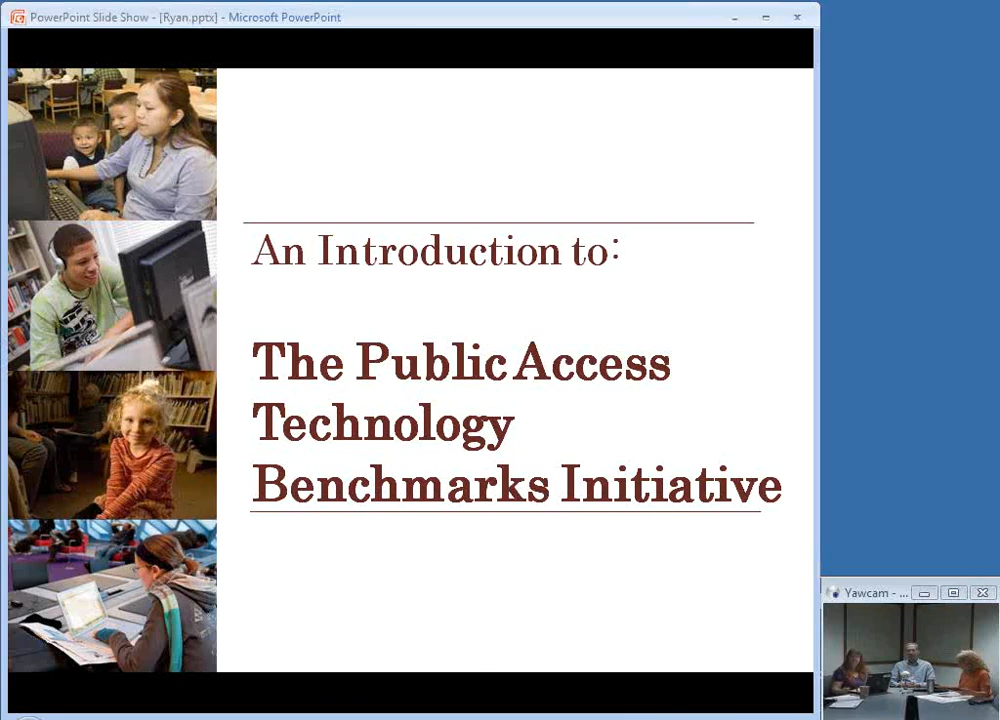 PowerPoint Slide Show - [Ryan.pptx] - Microsoft PowerPoint
An Introduction to:
The Public Access
Technology
Benchmarks Initiative
Yawcam - ...